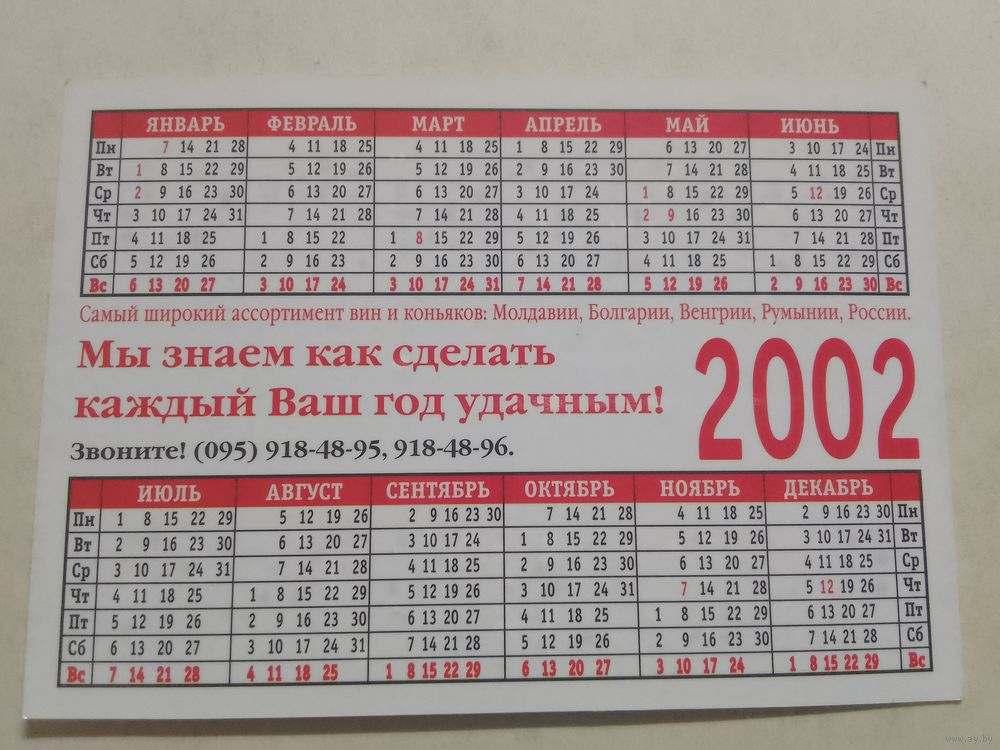 ЯНВАРЬ ФЕВРАЛЬ МАРТ АПРЕЛЬ МАЙ ИЮНЬ
Пн 7 14 21 28 4 11 18 25 4 11 18 25 1 8 15 22 29 6 13 20 27 3 10 17 24 Пн
Вт 1 8 15 22 29 5 12 19 26 5 12 19 26 2 9 16 23 30 7 14 21 28 4 11 18 25 Вт
Ср 2 9 16 23 30 6 13 20 27 6 13 20 27 3 10 17 24 1 8 15 22 29 5 12 19 26 Ср
Чт 3 10 17 24 31 7 14 21 28 7 14 21 28 4 11 18 25 2 9 16 23 30 6 13 20 27 Чт
Пт 4 11 18 25 1 8 15 22 1 8 15 22 29 5 12 19 26 3 10 17 24 31 7 14 21 28 Пт
Сб 5 12 19 26 2 9 16 23 2 9 16 23 30 6 13 20 27 4 11 18 25 1 8 15 22 29 Сб
Вс 6 13 20 27 3 10 17 24 3 10 17 24 31 7 14 21 28 5 12 19 26 2 9 16 23 30 Вс
Самый широкий ассортимент вин и коньяков: Молдавии, Болгарии, Венгрии, Румынии, России.
Мы знаем как сделать
каждый Ваш год удачным!
2002
Звоните! (095) 918-48-95, 918-48-96.
ИЮЛЬ АВГУСТ СЕНТЯБРЬ ОКТЯБРЬ НОЯБРЬ ДЕКАБРЬ
Пн 1 8 15 22 29 5 12 19 26 2 9 16 23 30 7 14 21 28 4 11 18 25 2 9 16 23 30 Пн
Вт 2 9 16 23 30 6 13 20 27 3 10 17 24 1 8 15 22 29 5 12 19 26 3 10 17 24 31 Вт
Ср 3 10 17 24 31 7 14 21 28 4 11 18 25 2 9 16 23 30 6 13 20 27 4 11 18 25 Ср
Чт 4 11 18 25 1 8 15 22 29 5 12 19 26 3 10 17 24 31 7 14 21 28 5 12 19 26 Чт
Пт 5 12 19 26 2 9 16 23 30 6 13 20 27 4 11 18 25 1 8 15 22 29 6 13 20 27 Пт
Сб 6 13 20 27 3 10 17 24 31 7 14 21 28 5 12 19 26 2 9 16 23 30 7 14 21 28 Сб
Вс 7 14 21 28 4 11 18 25 1 8 15 22 29 6 13 20 27 3 10 17 24 1 8 15 22 29 Вс
www.ay.by